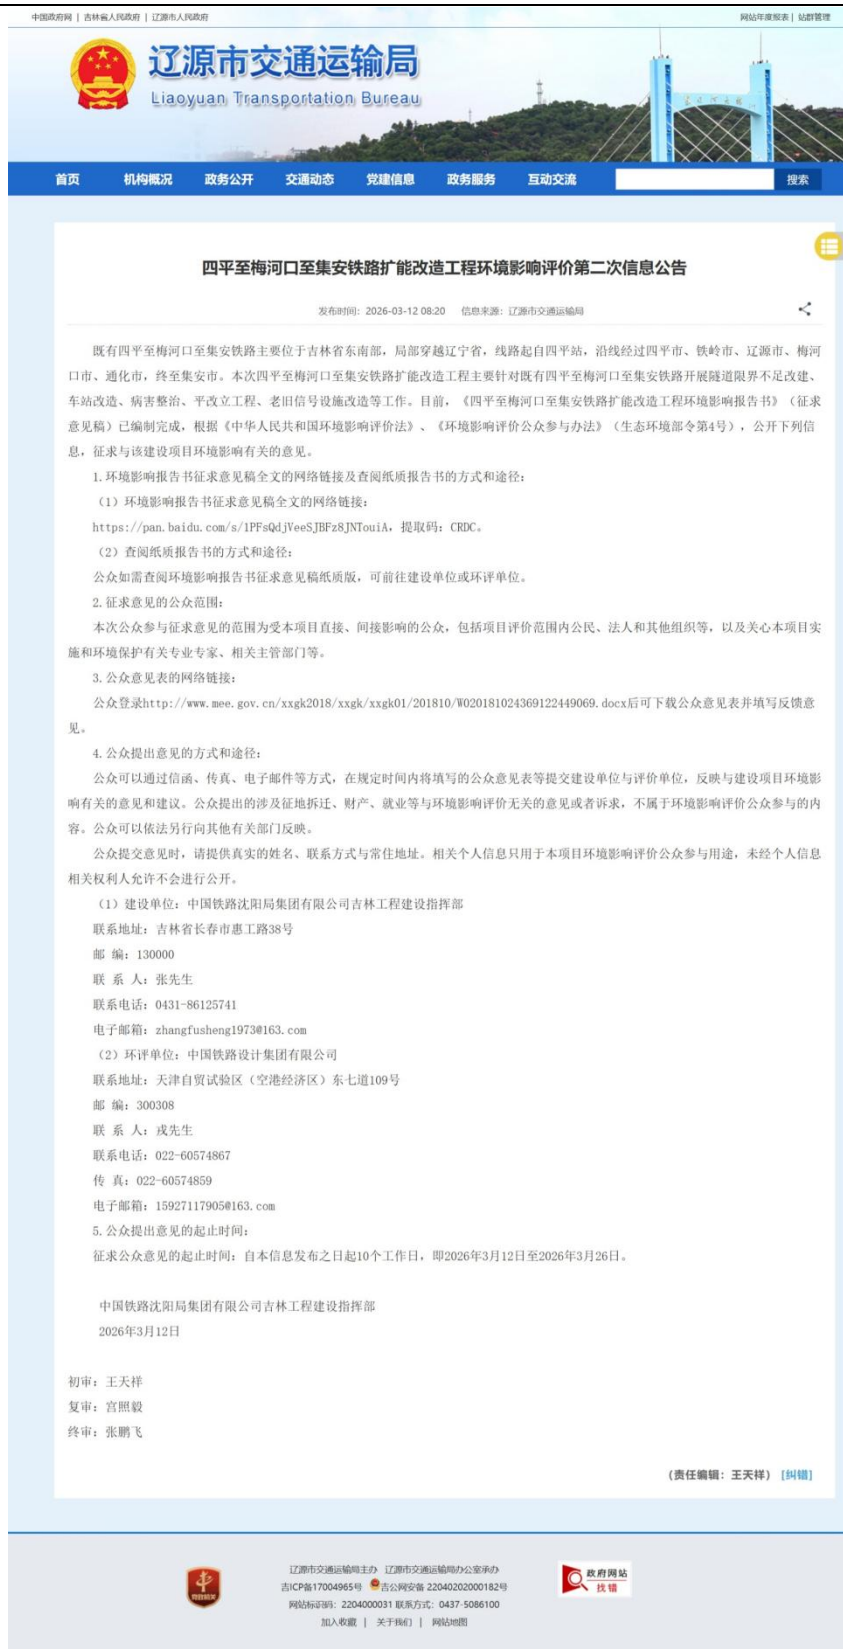 中国政府网 | 吉林省人民政府 | 辽源市人民政府
网站年度报表 | 站群管理
辽源市交通运输局
Liaoyuan Transportation Bureau
首页 机构概况 政务公开 交通动态 党建信息 政务服务 互动交流 搜索
四平至梅河口至集安铁路扩能改造工程环境影响评价第二次信息公告
发布时间：2026-03-12 08:20 信息来源：辽源市交通运输局
既有四平至梅河口至集安铁路主要位于吉林省东南部，局部穿越辽宁省，线路起自四平站，沿线经过四平市、铁岭市、辽源市、梅河
口市、通化市，终至集安市。本次四平至梅河口至集安铁路扩能改造工程主要针对既有四平至梅河口至集安铁路开展隧道限界不足改建、
车站改造、病害整治、平改立工程、老旧信号设施改造等工作。目前，《四平至梅河口至集安铁路扩能改造工程环境影响报告书》（征求
意见稿）已编制完成，根据《中华人民共和国环境影响评价法》、《环境影响评价公众参与办法》（生态环境部令第4号），公开下列信
息，征求与该建设项目环境影响有关的意见。
1.环境影响报告书征求意见稿全文的网络链接及查阅纸质报告书的方式和途径：
（1）环境影响报告书征求意见稿全文的网络链接：
https://pan.baidu.com/s/1PFsQdjVeeSJBFz8JNTouiA，提取码：CRDC。
（2）查阅纸质报告书的方式和途径：
公众如需查阅环境影响报告书征求意见稿纸质版，可前往建设单位或环评单位。
2.征求意见的公众范围：
本次公众参与征求意见的范围为受本项目直接、间接影响的公众，包括项目评价范围内公民、法人和其他组织等，以及关心本项目实
施和环境保护有关专业专家、相关主管部门等。
3.公众意见表的网络链接：
公众登录http://www.mee.gov.cn/xxgk2018/xxgk/xxgk01/201810/W020181024369122449069.docx后可下载公众意见表并填写反馈意
见。
4.公众提出意见的方式和途径：
公众可以通过信函、传真、电子邮件等方式，在规定时间内将填写的公众意见表等提交建设单位与评价单位，反映与建设项目环境影
响有关的意见和建议。公众提出的涉及征地拆迁、财产、就业等与环境影响评价无关的意见或者诉求，不属于环境影响评价公众参与的内
容。公众可以依法另行向其他有关部门反映。
公众提交意见时，请提供真实的姓名、联系方式与常住地址。相关个人信息只用于本项目环境影响评价公众参与用途，未经个人信息
相关权利人允许不会进行公开。
（1）建设单位：中国铁路沈阳局集团有限公司吉林工程建设指挥部
联系地址：吉林省长春市惠工路38号
邮 编：130000
联 系 人：张先生
联系电话：0431-86125741
电子邮箱：zhangfusheng1973@163.com
（2）环评单位：中国铁路设计集团有限公司
联系地址：天津自贸试验区（空港经济区）东七道109号
邮 编：300308
联 系 人：戎先生
联系电话：022-60574867
传 真：022-60574859
电子邮箱：15927117905@163.com
5.公众提出意见的起止时间：
征求公众意见的起止时间：自本信息发布之日起10个工作日，即2026年3月12日至2026年3月26日。
中国铁路沈阳局集团有限公司吉林工程建设指挥部
2026年3月12日
初审：王天祥
复审：宫照毅
终审：张鹏飞
（责任编辑：王天祥） [纠错]
辽源市交通运输局主办 辽源市交通运输局办公室承办
吉ICP备17004965号 吉公网安备 22040202000182号
网站标识码：2204000031 联系方式：0437-5086100
加入收藏 | 关于我们 | 网站地图
党政机关
政府网站
找错